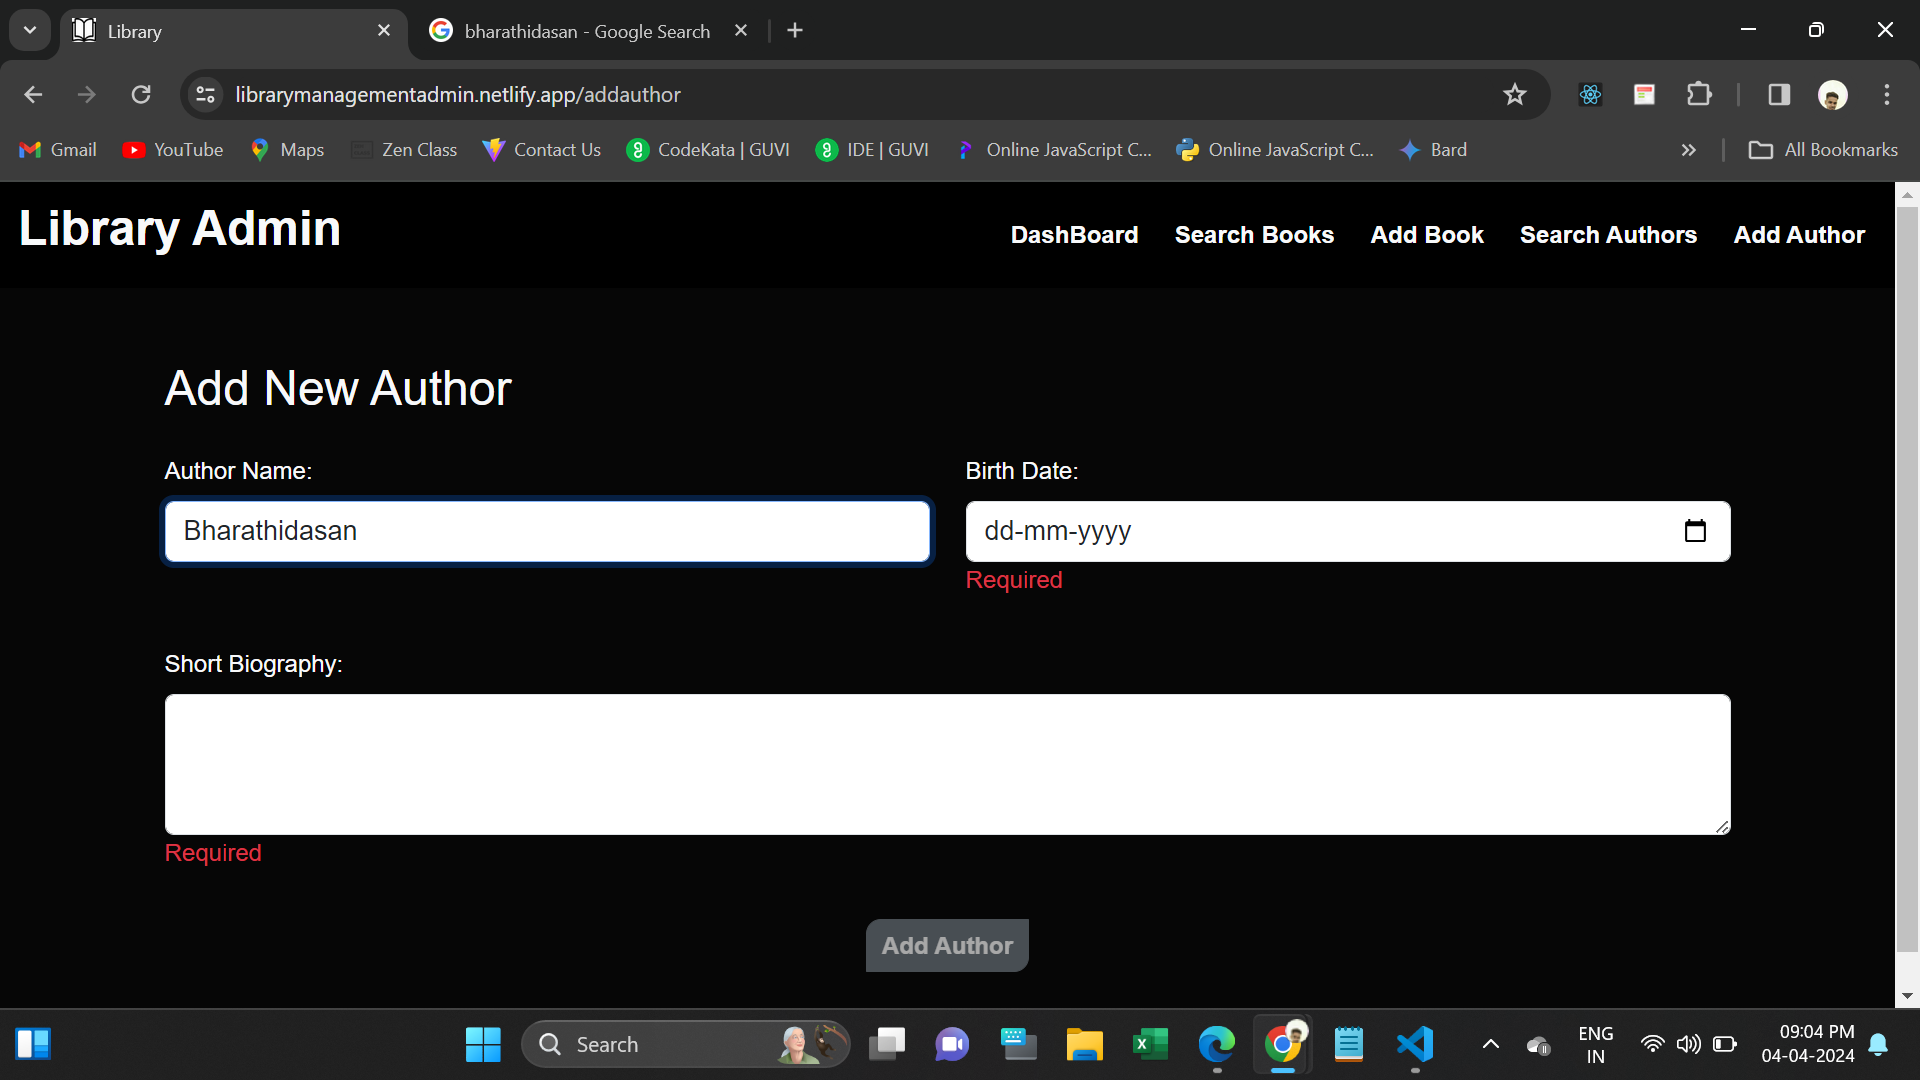 Library
bharathidasan - Google Search
librarymanagementadmin.netlify.app/addauthor
Gmail
YouTube
Maps
Zen Class
Contact Us
CodeKata | GUVI
IDE | GUVI
Online JavaScript C...
Online JavaScript C...
Bard
All Bookmarks
Library Admin
DashBoard
Search Books
Add Book
Search Authors
Add Author
Add New Author
Author Name:
Birth Date:
Bharathidasan
dd-mm-yyyy
Required
Short Biography:
Required
Add Author
Search
ENG
IN
09:04 PM
04-04-2024